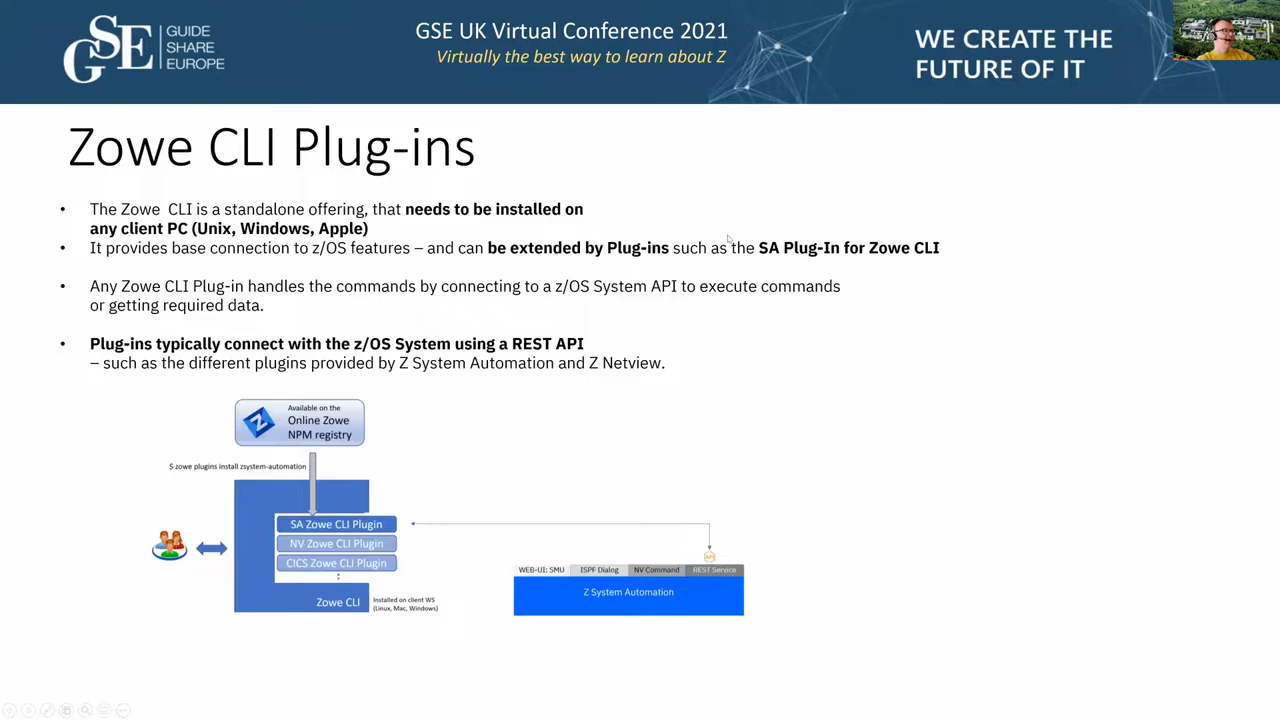 GSE
GUIDE
SHARE
EUROPE
GSE UK Virtual Conference 2021
Virtually the best way to learn about Z
WE CREATE THE
FUTURE OF IT
Zowe CLI Plug-ins
• The Zowe  CLI is a standalone offering, that needs to be installed on
any client PC (Unix, Windows, Apple)
• It provides base connection to z/OS features – and can be extended by Plug-ins such as the SA Plug-In for Zowe CLI
• Any Zowe CLI Plug-in handles the commands by connecting to a z/OS System API to execute commands
or getting required data.
• Plug-ins typically connect with the z/OS System using a REST API
– such as the different plugins provided by Z System Automation and Z Netview.
Available on the
Online Zowe
NPM registry
$ zowe plugins install zsystem-automation
SA Zowe CLI Plugin
NV Zowe CLI Plugin
CICS Zowe CLI Plugin
:
Zowe CLI
Installed on client WS
(Linux, Mac, Windows)
API
WEB-UI: SMU
ISPF Dialog
NV Command
REST Service
Z System Automation